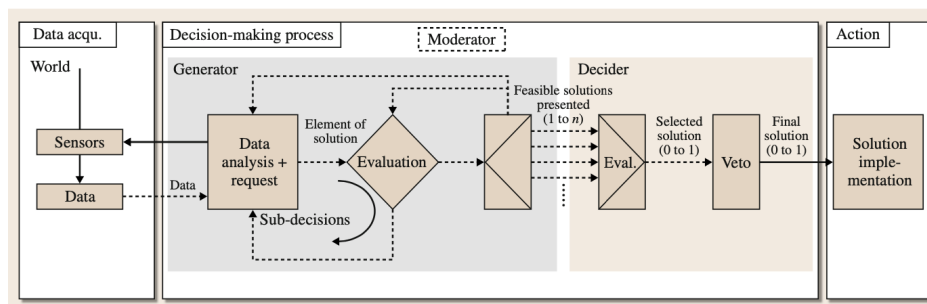 Data acqu.
Decision-making process
Moderator
Action
World
Generator
Decider
Feasible solutions
presented
(1 to n)
Sensors
Data
Data
Data
analysis +
request
Element of
solution
Evaluation
Sub-decisions
Eval.
Selected
solution
(0 to 1)
Veto
Final
solution
(0 to 1)
Solution
imple-
mentation